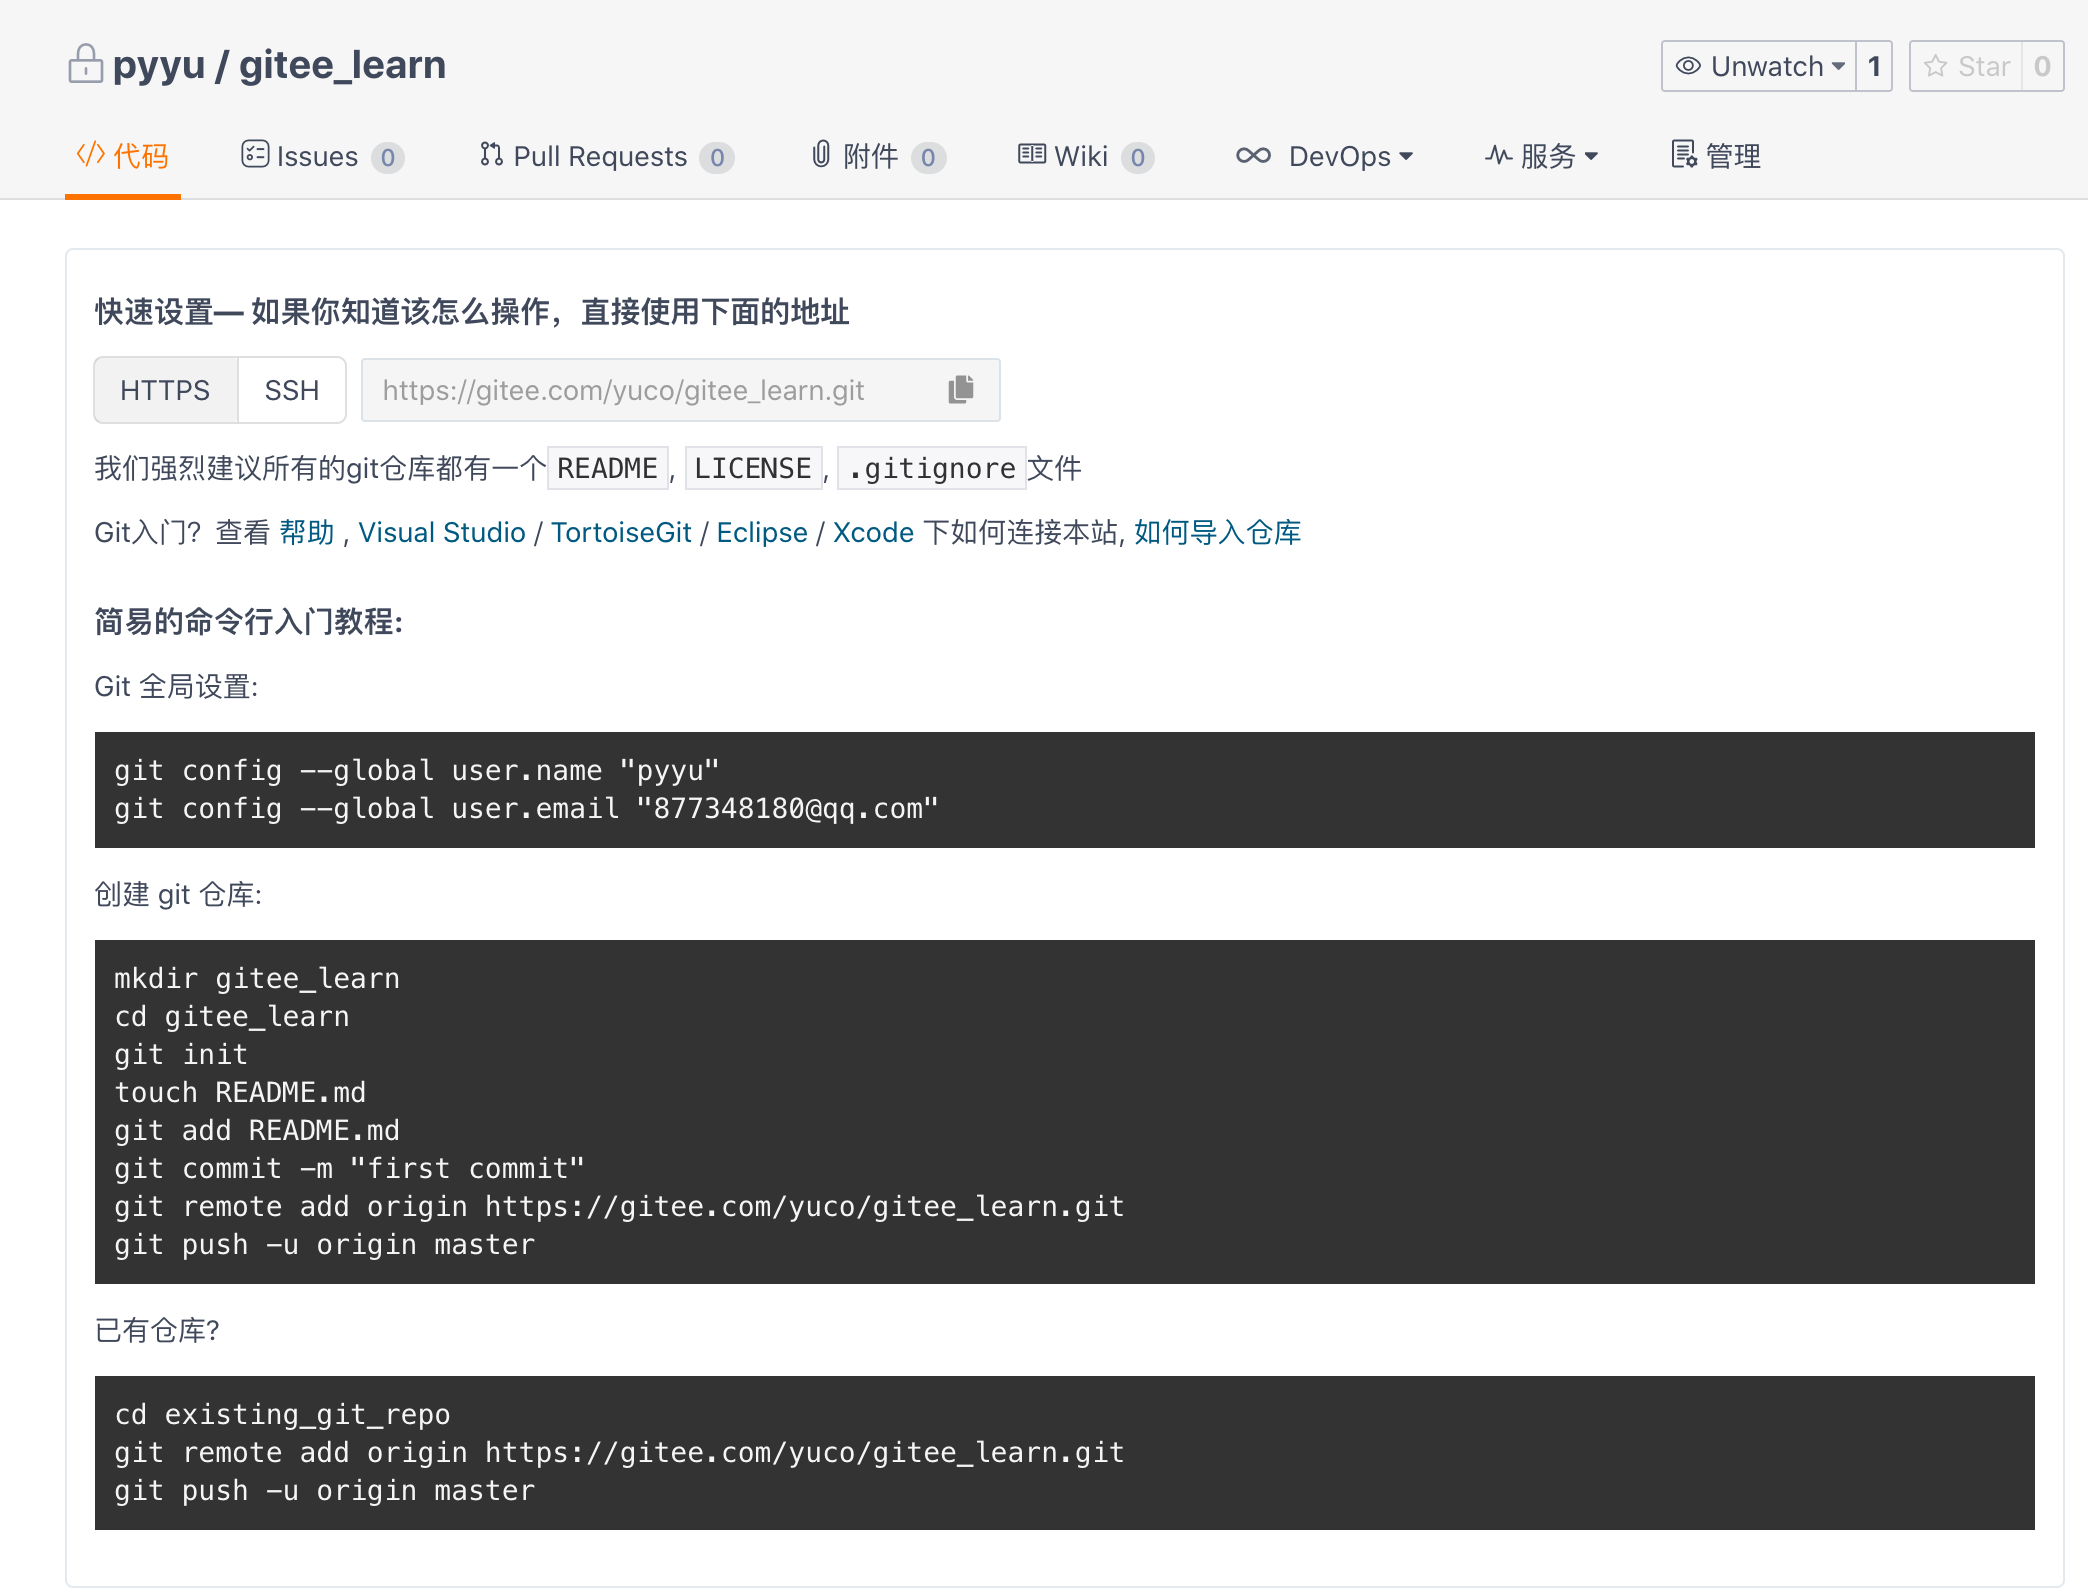 pyyu / gitee_learn
Unwatch 1 Star 0
代码 Issues 0 Pull Requests 0 附件 0 Wiki 0 DevOps 服务 管理
快速设置— 如果你知道该怎么操作，直接使用下面的地址
HTTPS SSH https://gitee.com/yuco/gitee_learn.git
我们强烈建议所有的git仓库都有一个 README , LICENSE , .gitignore 文件
Git入门？查看 帮助 , Visual Studio / TortoiseGit / Eclipse / Xcode 下如何连接本站, 如何导入仓库
简易的命令行入门教程:
Git 全局设置:
git config --global user.name "pyyu"
git config --global user.email "877348180@qq.com"
创建 git 仓库:
mkdir gitee_learn
cd gitee_learn
git init
touch README.md
git add README.md
git commit -m "first commit"
git remote add origin https://gitee.com/yuco/gitee_learn.git
git push -u origin master
已有仓库?
cd existing_git_repo
git remote add origin https://gitee.com/yuco/gitee_learn.git
git push -u origin master